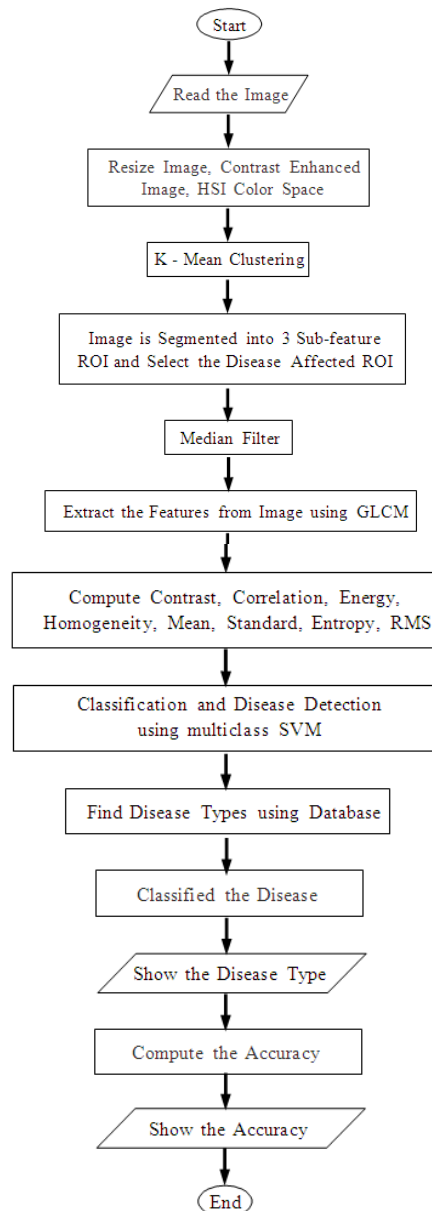 Start
Read the Image
Resize Image, Contrast Enhanced
Image, HSI Color Space
K - Mean Clustering
Image is Segmented into 3 Sub-feature
ROI and Select the Disease Affected ROI
Median Filter
Extract the Features from Image using GLCM
Compute Contrast, Correlation, Energy,
Homogeneity, Mean, Standard, Entropy, RMS
Classification and Disease Detection
using multiclass SVM
Find Disease Types using Database
Classified the Disease
Show the Disease Type
Compute the Accuracy
Show the Accuracy
End